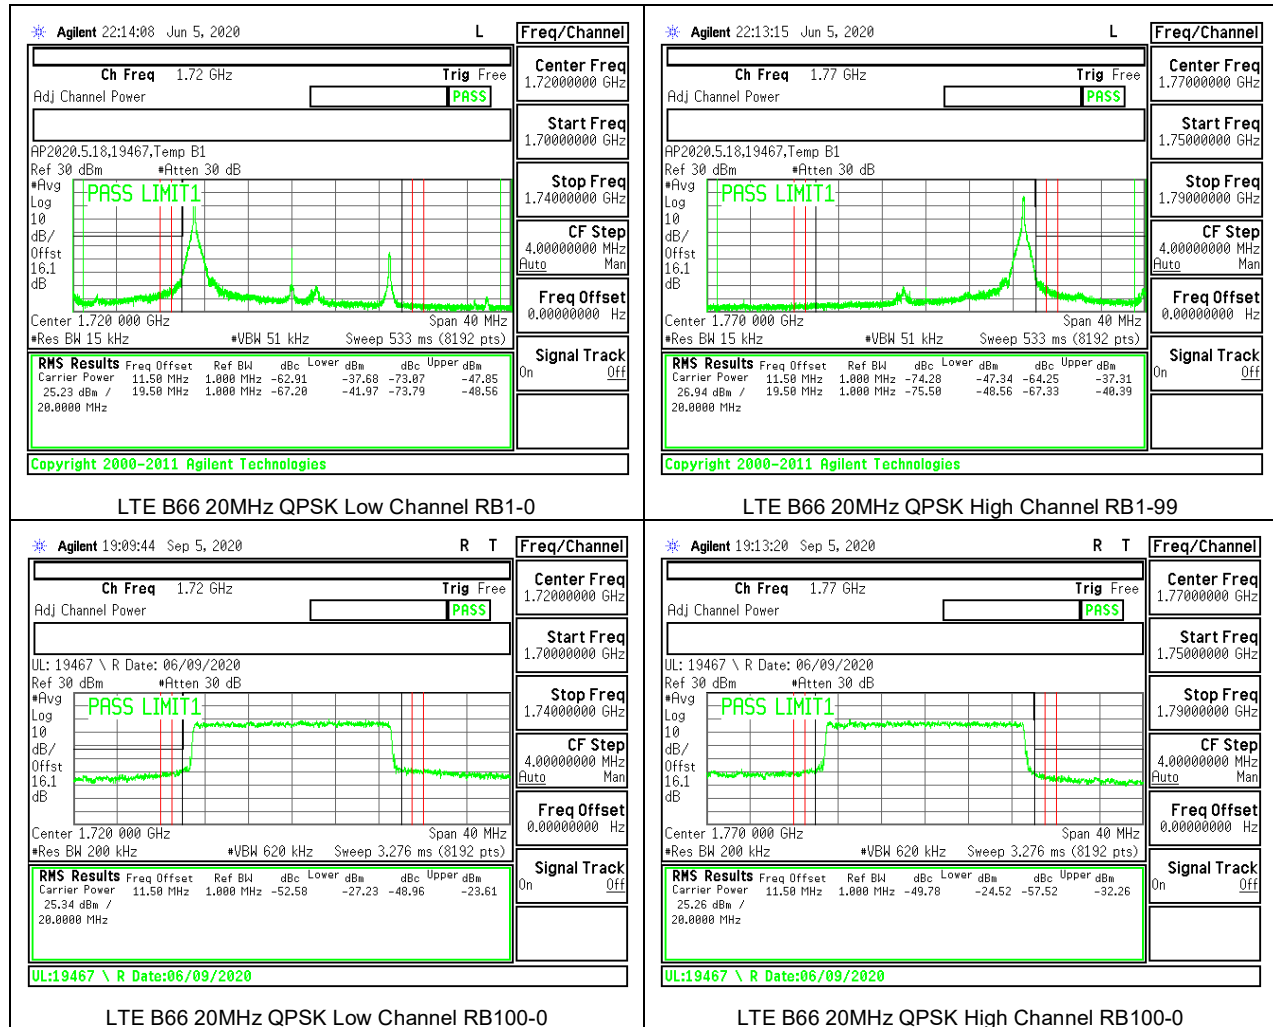 Agilent 22:14:08 Jun 5, 2020 L Freq/Channel
Ch Freq 1.72 GHz Trig Free
Adj Channel Power PASS
AP2020.5.18,19467,Temp B1
Ref 30 dBm #Atten 30 dB
#Avg
Log
10
dB/
Offst
16.1
dB
PASS LIMIT1
Center 1.720 000 GHz Span 40 MHz
#Res BW 15 kHz #VBW 51 kHz Sweep 533 ms (8192 pts)
RMS Results Freq Offset Ref BW dBc Lower dBm dBc Upper dBm
Carrier Power 11.50 MHz 1.000 MHz -62.91 -37.68 -73.07 -47.85
25.23 dBm / 19.50 MHz 1.000 MHz -67.20 -41.97 -73.79 -48.56
20.0000 MHz
Copyright 2000-2011 Agilent Technologies
Center Freq
1.72000000 GHz
Start Freq
1.70000000 GHz
Stop Freq
1.74000000 GHz
CF Step
4.00000000 MHz
Auto Man
Freq Offset
0.00000000 Hz
Signal Track
On Off
LTE B66 20MHz QPSK Low Channel RB1-0
Agilent 22:13:15 Jun 5, 2020 L Freq/Channel
Ch Freq 1.77 GHz Trig Free
Adj Channel Power PASS
AP2020.5.18,19467,Temp B1
Ref 30 dBm #Atten 30 dB
#Avg
Log
10
dB/
Offst
16.1
dB
PASS LIMIT1
Center 1.770 000 GHz Span 40 MHz
#Res BW 15 kHz #VBW 51 kHz Sweep 533 ms (8192 pts)
RMS Results Freq Offset Ref BW dBc Lower dBm dBc Upper dBm
Carrier Power 11.50 MHz 1.000 MHz -74.28 -47.34 -64.25 -37.31
26.94 dBm / 19.50 MHz 1.000 MHz -75.50 -48.56 -67.33 -40.39
20.0000 MHz
Copyright 2000-2011 Agilent Technologies
Center Freq
1.77000000 GHz
Start Freq
1.75000000 GHz
Stop Freq
1.79000000 GHz
CF Step
4.00000000 MHz
Auto Man
Freq Offset
0.00000000 Hz
Signal Track
On Off
LTE B66 20MHz QPSK High Channel RB1-99
Agilent 19:09:44 Sep 5, 2020 R T Freq/Channel
Ch Freq 1.72 GHz Trig Free
Adj Channel Power PASS
UL: 19467 \ R Date: 06/09/2020
Ref 30 dBm #Atten 30 dB
#Avg
Log
10
dB/
Offst
16.1
dB
PASS LIMIT1
Center 1.720 000 GHz Span 40 MHz
#Res BW 200 kHz #VBW 620 kHz Sweep 3.276 ms (8192 pts)
RMS Results Freq Offset Ref BW dBc Lower dBm dBc Upper dBm
Carrier Power 11.50 MHz 1.000 MHz -52.58 -27.23 -48.96 -23.61
25.34 dBm /
20.0000 MHz
UL:19467 \ R Date:06/09/2020
Center Freq
1.72000000 GHz
Start Freq
1.70000000 GHz
Stop Freq
1.74000000 GHz
CF Step
4.00000000 MHz
Auto Man
Freq Offset
0.00000000 Hz
Signal Track
On Off
LTE B66 20MHz QPSK Low Channel RB100-0
Agilent 19:13:20 Sep 5, 2020 R T Freq/Channel
Ch Freq 1.77 GHz Trig Free
Adj Channel Power PASS
UL: 19467 \ R Date: 06/09/2020
Ref 30 dBm #Atten 30 dB
#Avg
Log
10
dB/
Offst
16.1
dB
PASS LIMIT1
Center 1.770 000 GHz Span 40 MHz
#Res BW 200 kHz #VBW 620 kHz Sweep 3.276 ms (8192 pts)
RMS Results Freq Offset Ref BW dBc Lower dBm dBc Upper dBm
Carrier Power 11.50 MHz 1.000 MHz -49.78 -24.52 -57.52 -32.26
25.26 dBm /
20.0000 MHz
UL:19467 \ R Date:06/09/2020
Center Freq
1.77000000 GHz
Start Freq
1.75000000 GHz
Stop Freq
1.79000000 GHz
CF Step
4.00000000 MHz
Auto Man
Freq Offset
0.00000000 Hz
Signal Track
On Off
LTE B66 20MHz QPSK High Channel RB100-0